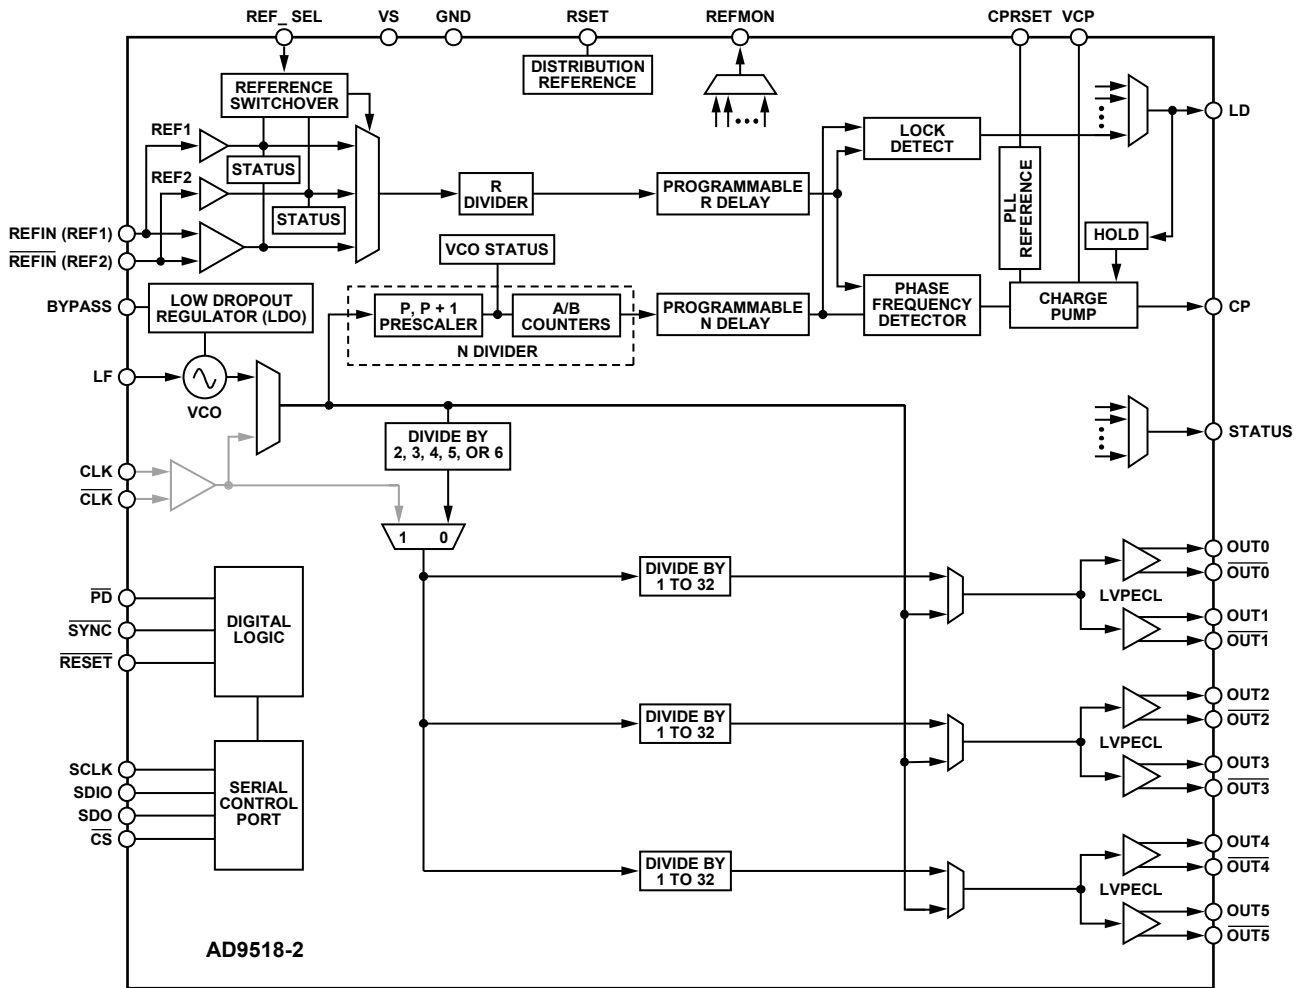 REF_ SEL
VS
GND
RSET
REFMON
CPRSET
VCP
DISTRIBUTION
REFERENCE
REFERENCE
SWITCHOVER
REF1
STATUS
REF2
STATUS
REFIN (REF1)
REFIN (REF2)
BYPASS
LF
CLK
CLK
LOW DROPOUT
REGULATOR (LDO)
VCO
R
DIVIDER
PROGRAMMABLE
R DELAY
LOCK
DETECT
LD
PLL
REFERENCE
HOLD
VCO STATUS
P, P + 1
PRESCALER
A/B
COUNTERS
N DIVIDER
PROGRAMMABLE
N DELAY
PHASE
FREQUENCY
DETECTOR
CHARGE
PUMP
CP
DIVIDE BY
2, 3, 4, 5, OR 6
STATUS
1
0
PD
SYNC
RESET
DIGITAL
LOGIC
SCLK
SDIO
SDO
CS
SERIAL
CONTROL
PORT
DIVIDE BY
1 TO 32
LVPECL
OUT0
OUT0
OUT1
OUT1
DIVIDE BY
1 TO 32
LVPECL
OUT2
OUT2
OUT3
OUT3
DIVIDE BY
1 TO 32
LVPECL
OUT4
OUT4
OUT5
OUT5
AD9518-2